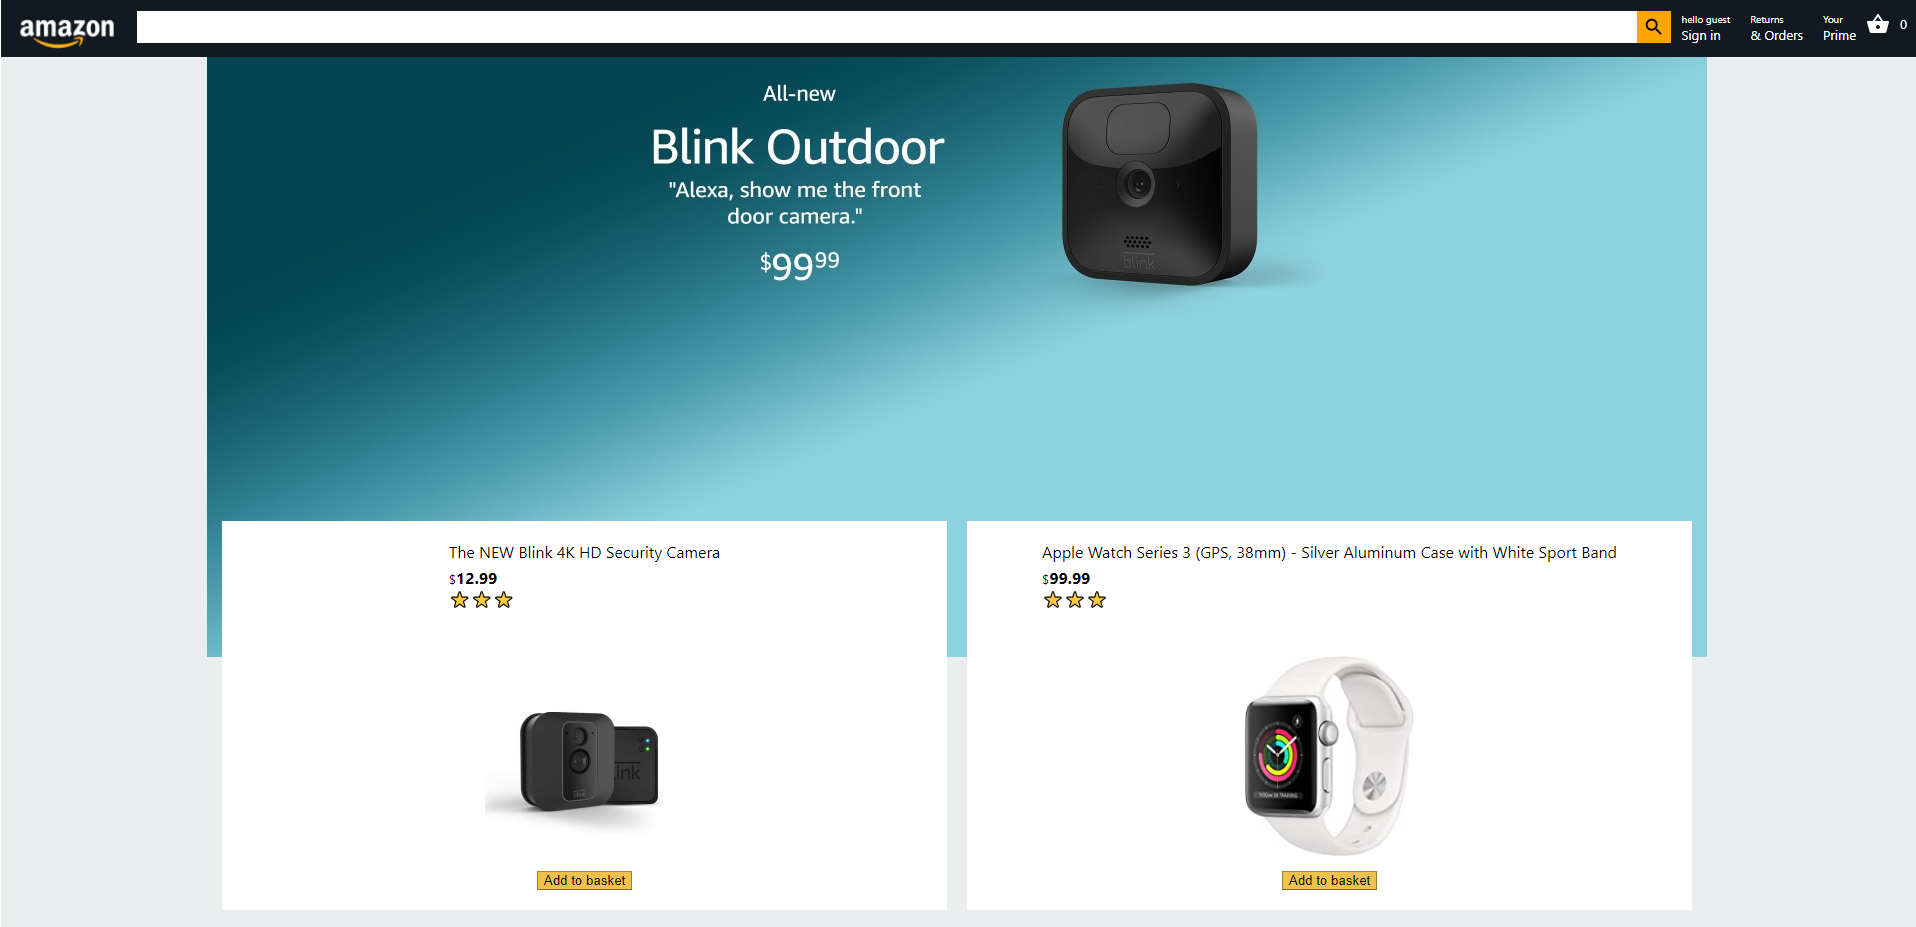 amazon
hello guest
Sign in
Returns
& Orders
Your
Prime
0
All-new
Blink Outdoor
"Alexa, show me the front
door camera."
$99.99
blink
The NEW Blink 4K HD Security Camera
$12.99
Add to basket
Apple Watch Series 3 (GPS, 38mm) - Silver Aluminum Case with White Sport Band
$99.99
Add to basket